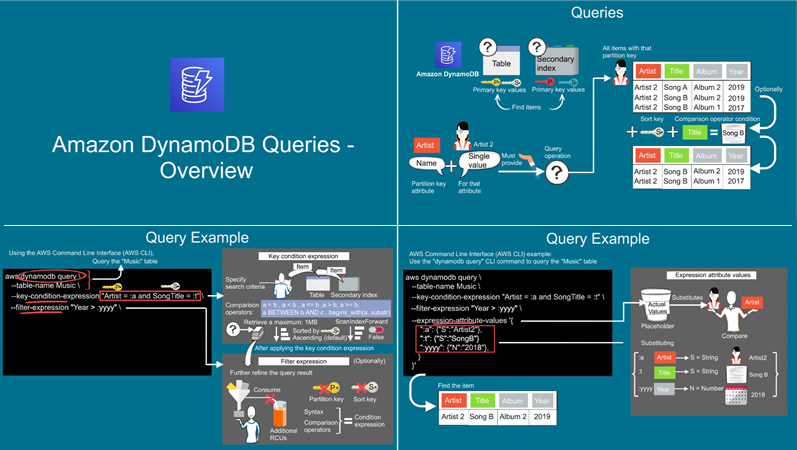 Amazon DynamoDB Queries -
Overview
Queries
Amazon DynamoDB
?
Table
?
Secondary
index
P
S
P
S
Primary key values
Primary key values
Find items
Artist
Artist 2
Name
+
Single
value
Partition key
attribute
For that
attribute
Must
provide
Query
operation
?
All items with that
partition key
Artist Title Album Year
Artist 2 Song A Album 2 2019
Artist 2 Song B Album 2 2019
Artist 2 Song B Album 1 2017
Optionally
Sort key
Comparison operator condition
+ S + Title = Song B
Artist Title Album Year
Artist 2 Song B Album 2 2019
Artist 2 Song B Album 1 2017
Query Example
Using the AWS Command Line Interface (AWS CLI),
Query the "Music" table
aws dynamodb query \
--table-name Music \
--key-condition-expression "Artist = :a and SongTitle = :t" \
--filter-expression "Year > :yyyy" \
Key condition expression
Item
Item
Specify
search criteria
Table
Secondary index
Comparison
operators:
a = b , a < b , a <= b ,a > b, a >= b,
a BETWEEN b AND c , begins_with(a, substr)
?
Retrieve a maximum: 1MB
ScanIndexForward
Sorted by
Ascending (default)
False
After applying the key condition expression
Filter expression
(Optional)
Further refine the query result
Consume
P+
S+
Partition key
Sort key
Additional
RCUs
Syntax
Comparison
operators
=
Condition
expression
Query Example
AWS Command Line Interface (AWS CLI) example:
Use the "dynamodb query" CLI command to query the "Music" table
aws dynamodb query \
--table-name Music \
--key-condition-expression "Artist = :a and SongTitle = :t" \
--filter-expression "Year > :yyyy" \
--expression-attribute-values '{
":a": {"S":"Artist2"},
":t": {"S":"SongB"}
":yyyy": {"N":"2018"},
}
}'
Find the item
Artist Title Album Year
Artist 2 Song B Album 2 2019
Expression attribute values
Actual
Values
Substitutes
Artist
Placeholder
Compare
Substituting
:a Artist S = String Artist2
:t Title S = String Song B
:yyyy Year N = Number 2018